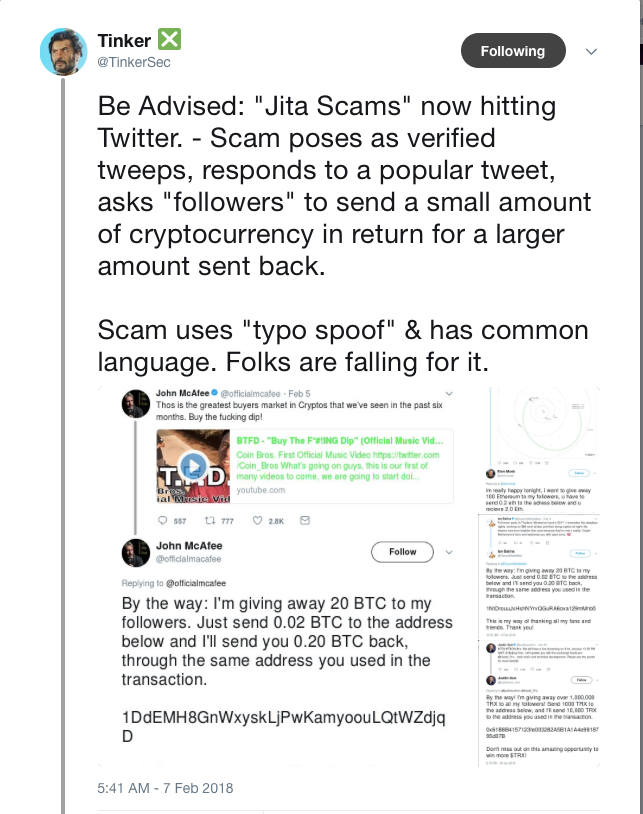 Tinker
@TinkerSec
Following
Be Advised: "Jita Scams" now hitting
Twitter. - Scam poses as verified
tweeps, responds to a popular tweet,
asks "followers" to send a small amount
of cryptocurrency in return for a larger
amount sent back.
Scam uses "typo spoof" & has common
language. Folks are falling for it.
John McAfee @officialmcafee · Feb 5
Thos is the greatest buyers market in Cryptos that we've seen in the past six
months. Buy the fucking dip!
BTFD - "Buy The F*#!ING Dip" (Official Music Vid...
Coin Bros. First Official Music Video https://twitter.com
/Coin_Bros What's going on guys, this is our first of
many videos to come, we are going to start doi...
youtube.com
557 777 2.8K
John McAfee
@officlalmacafee
Follow
Replying to @officialmcafee
By the way: I'm giving away 20 BTC to my
followers. Just send 0.02 BTC to the address
below and I'll send you 0.20 BTC back,
through the same address you used in the
transaction.
1DdEMH8GnWxyskLjPwKamyoouLQtWZdjq
D
Im really happy tonight, I went to give away
100 Ethereum to my followers, u have to
send 0.2 eth to the adress below and u
recieve 2.0 Eth.
By the way: I'm giving away 20 BTC to my
followers. Just send 0.02 BTC to the address
below and I'll send you 0.20 BTC back,
through the same address you used in the
transaction.
This is my way of thanking all my fans and
friends. Thank you!
Justin Sun
By the way! I'm giving away over 1,000,000
TRX to all my followers! Send 1000 TRX to
the address below, and I'll send 10,000 TRX
to the address you used in the transaction.
Don't miss out on this amazing opportunity to
win more $TRX!
5:41 AM - 7 Feb 2018